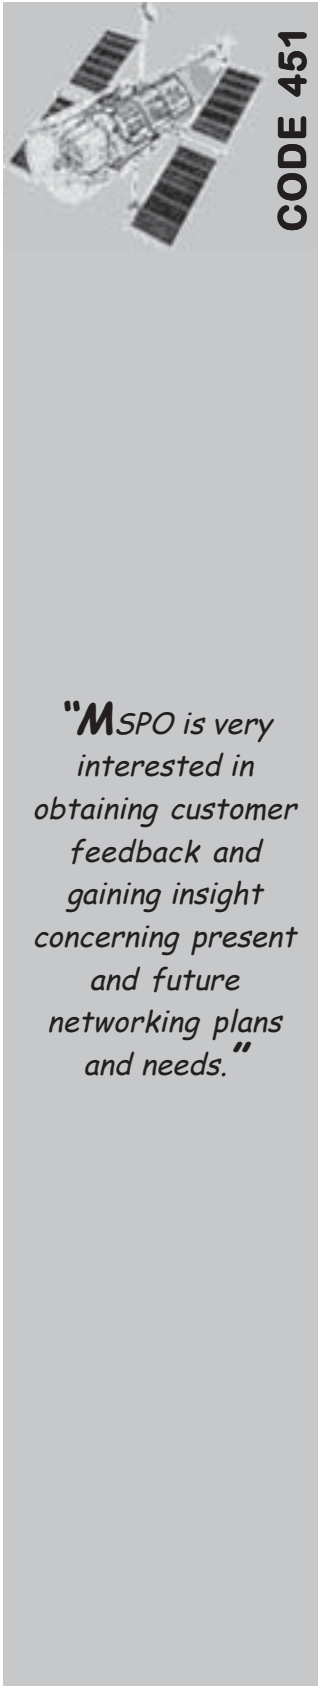 CODE 451
“MSPO is very
interested in
obtaining customer
feedback and
gaining insight
concerning present
and future
networking plans
and needs.”